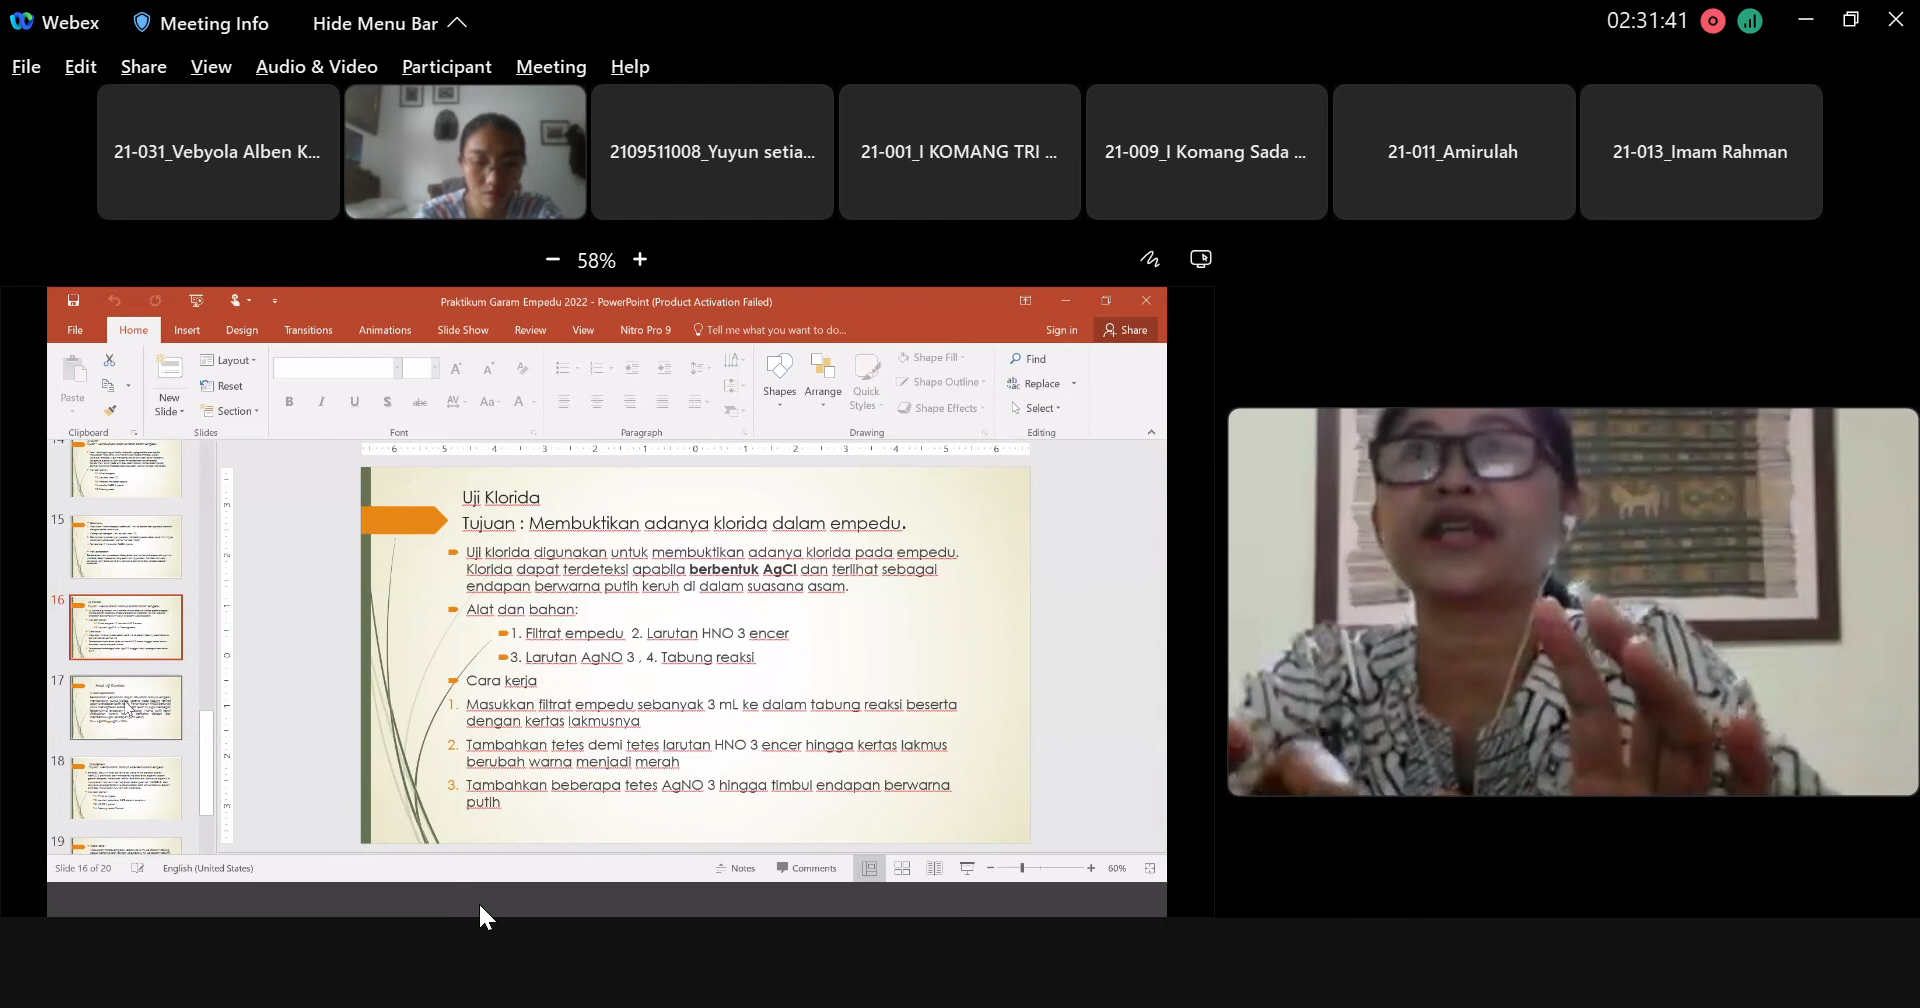 Webex
Meeting Info
Hide Menu Bar
02:31:41
File Edit Share View Audio & Video Participant Meeting Help
21-031_Vebyola Alben K...
2109511008_Yuyun setia...
21-001_I KOMANG TRI ...
21-009_I Komang Sada ...
21-011_Amirulah
21-013_Imam Rahman
58%
Praktikum Garam Empedu 2022 - PowerPoint (Product Activation Failed)
File Home Insert Design Transitions Animations Slide Show Review View Nitro Pro 9 Tell me what you want to do... Sign in Share
Paste
Clipboard
New
Slide
Layout
Reset
Section
Slides
Font
Paragraph
Shapes
Arrange
Quick
Styles
Shape Fill
Shape Outline
Shape Effects
Drawing
Find
Replace
Select
Editing
15
16
17
18
19
Uji Klorida
Tujuan : Membuktikan adanya klorida dalam empedu.
Uji klorida digunakan untuk membuktikan adanya klorida pada empedu.
Klorida dapat terdeteksi apabila berbentuk AgCl dan terlihat sebagai
endapan berwarna putih keruh di dalam suasana asam.
Alat dan bahan:
1. Filtrat empedu 2. Larutan HNO 3 encer
3. Larutan AgNO 3 , 4. Tabung reaksi
Cara kerja
1. Masukkan filtrat empedu sebanyak 3 mL ke dalam tabung reaksi beserta
dengan kertas lakmusnya
2. Tambahkan tetes demi tetes larutan HNO 3 encer hingga kertas lakmus
berubah warna menjadi merah
3. Tambahkan beberapa tetes AgNO 3 hingga timbul endapan berwarna
putih
Slide 16 of 20
English (United States)
Notes
Comments
60%